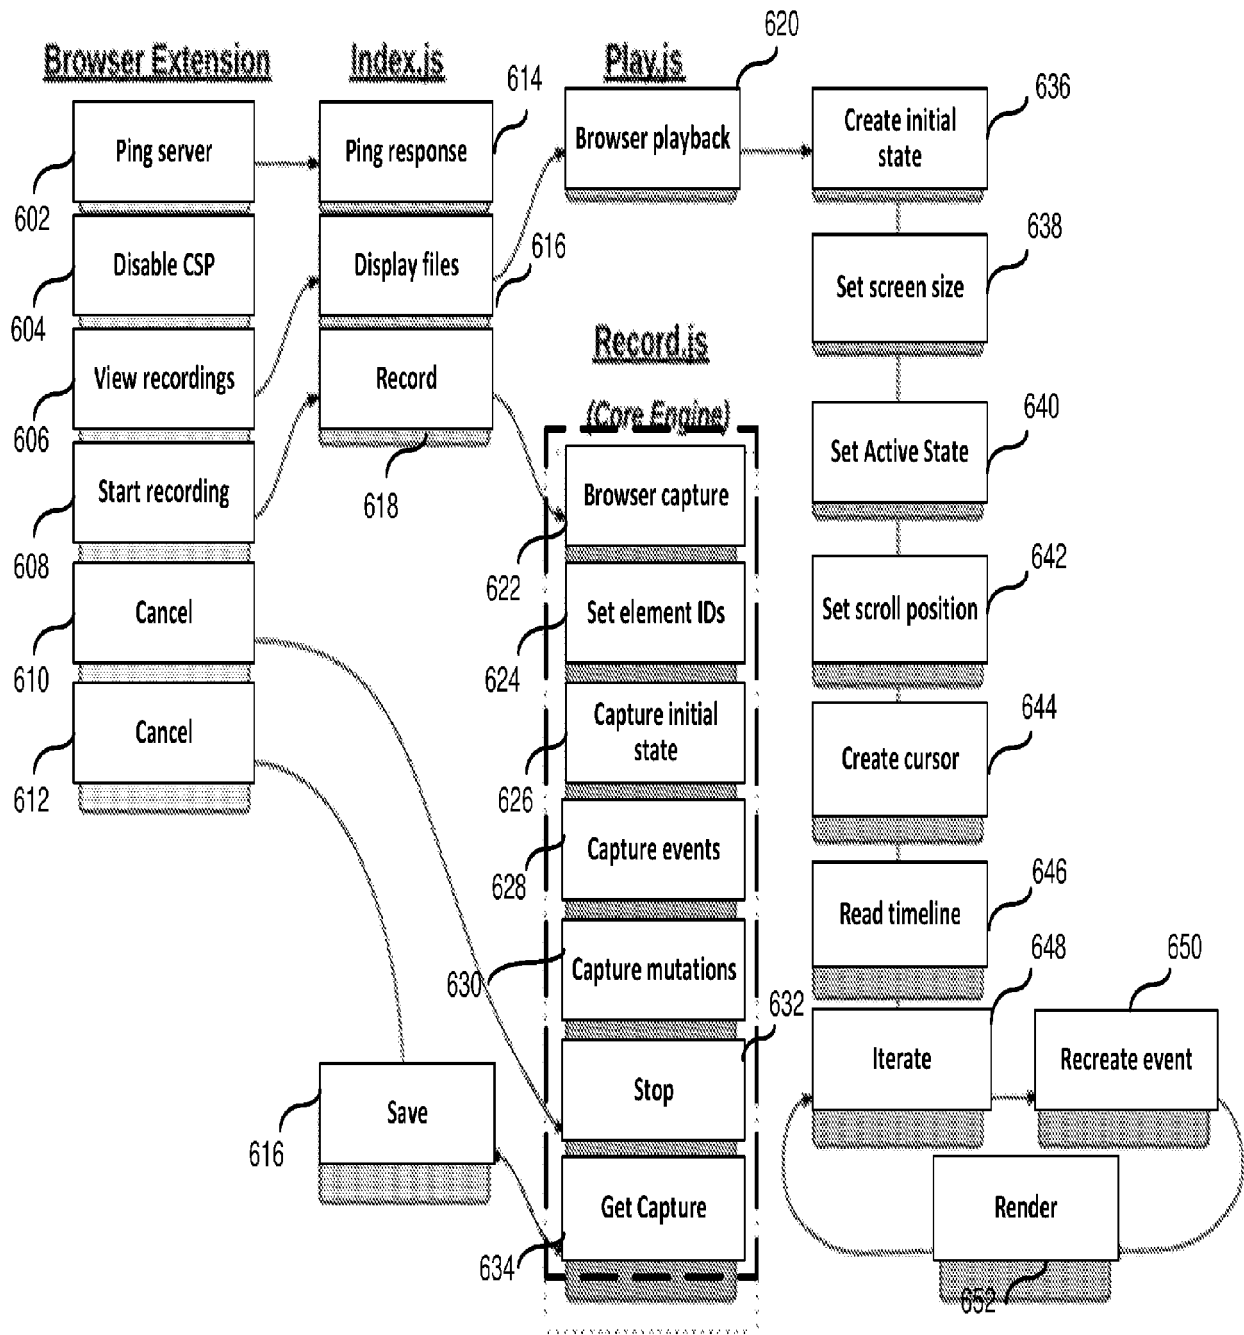 Browser Extension
Ping server
602
Disable CSP
604
View recordings
606
Start recording
608
Cancel
610
Cancel
612
Index.js
Ping response
614
Display files
616
Record
618
Save
616
Play.js
620
Browser playback
Record.js
(Core Engine)
Browser capture
622
Set element IDs
624
Capture initial
state
626
Capture events
628
Capture mutations
630
632
Stop
Get Capture
634
Create initial
state
636
638
Set screen size
640
Set Active State
642
Set scroll position
644
Create cursor
646
Read timeline
648
Iterate
650
Recreate event
Render
652